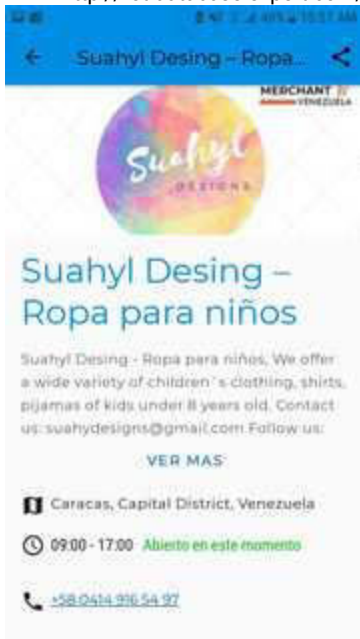 Suahyl Desing – Ropa...
MERCHANT
VENEZUELA
Suahyl
DESIGNS
Suahyl Desing –
Ropa para niños
Suahyl Desing - Ropa para niños, We offer
a wide variety of children´s clothing, shirts,
pijamas of kids under 8 years old. Contact
us: suahydesigns@gmail.com Follow us:
VER MAS
Caracas, Capital District, Venezuela
09:00 - 17:00 Abierto en este momento
+58 0414 916 54 97